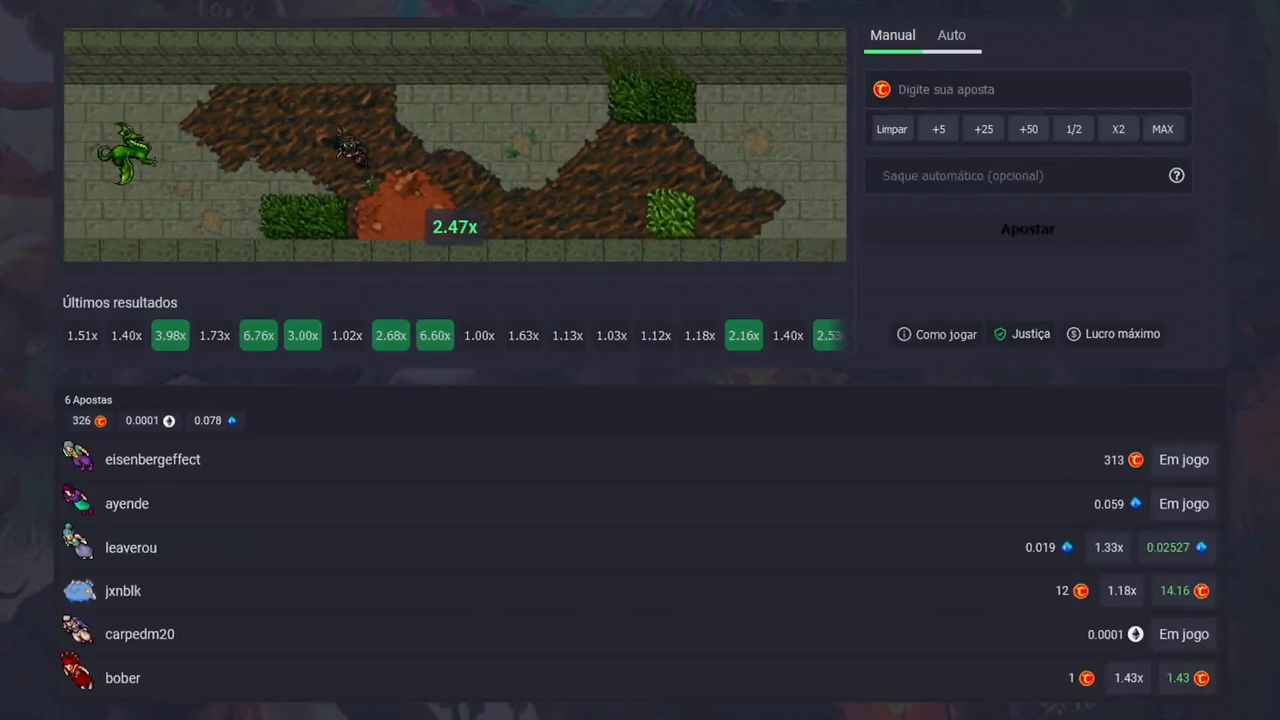 Manual Auto
Digite sua aposta
Limpar +5 +25 +50 1/2 X2 MAX
Saque automático (opcional)
Apostar
2.47x
Últimos resultados
1.51x 1.40x 3.98x 1.73x 6.76x 3.00x 1.02x 2.68x 6.60x 1.00x 1.63x 1.13x 1.03x 1.12x 1.18x 2.16x 1.40x 2.53
Como jogar Justiça Lucro máximo
6 Apostas
326 0.0001 0.078
eisenbergeffect 313 Em jogo
ayende 0.059 Em jogo
leaverou 0.019 1.33x 0.02527
jxnblk 12 1.18x 14.16
carpedm20 0.0001 Em jogo
bober 1 1.43x 1.43